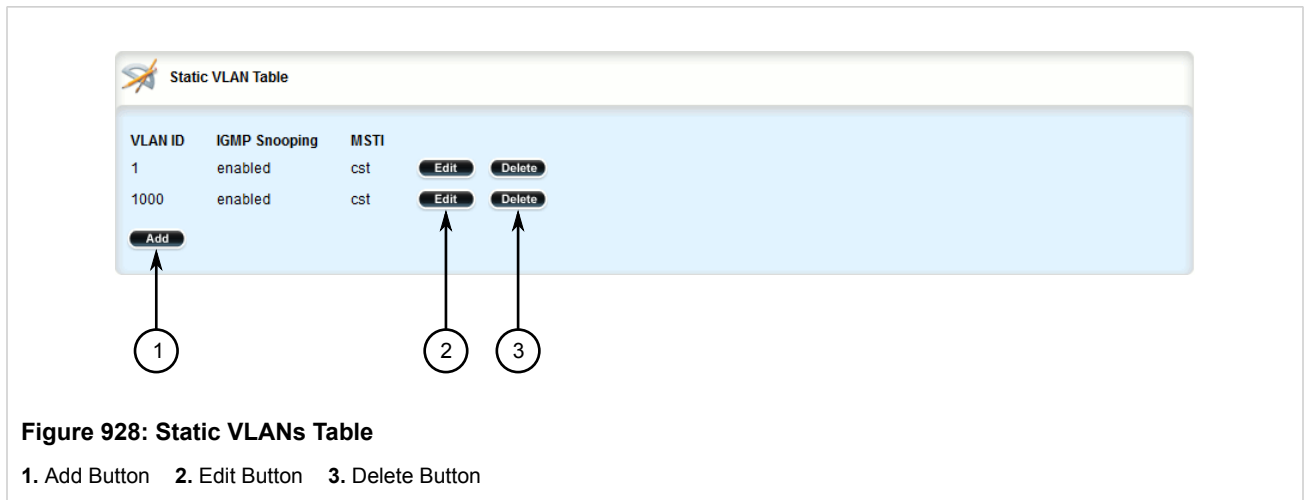 Static VLAN Table
VLAN ID IGMP Snooping MSTI
1 enabled cst Edit Delete
1000 enabled cst Edit Delete
Add
1 2 3
Figure 928: Static VLANs Table
1. Add Button 2. Edit Button 3. Delete Button